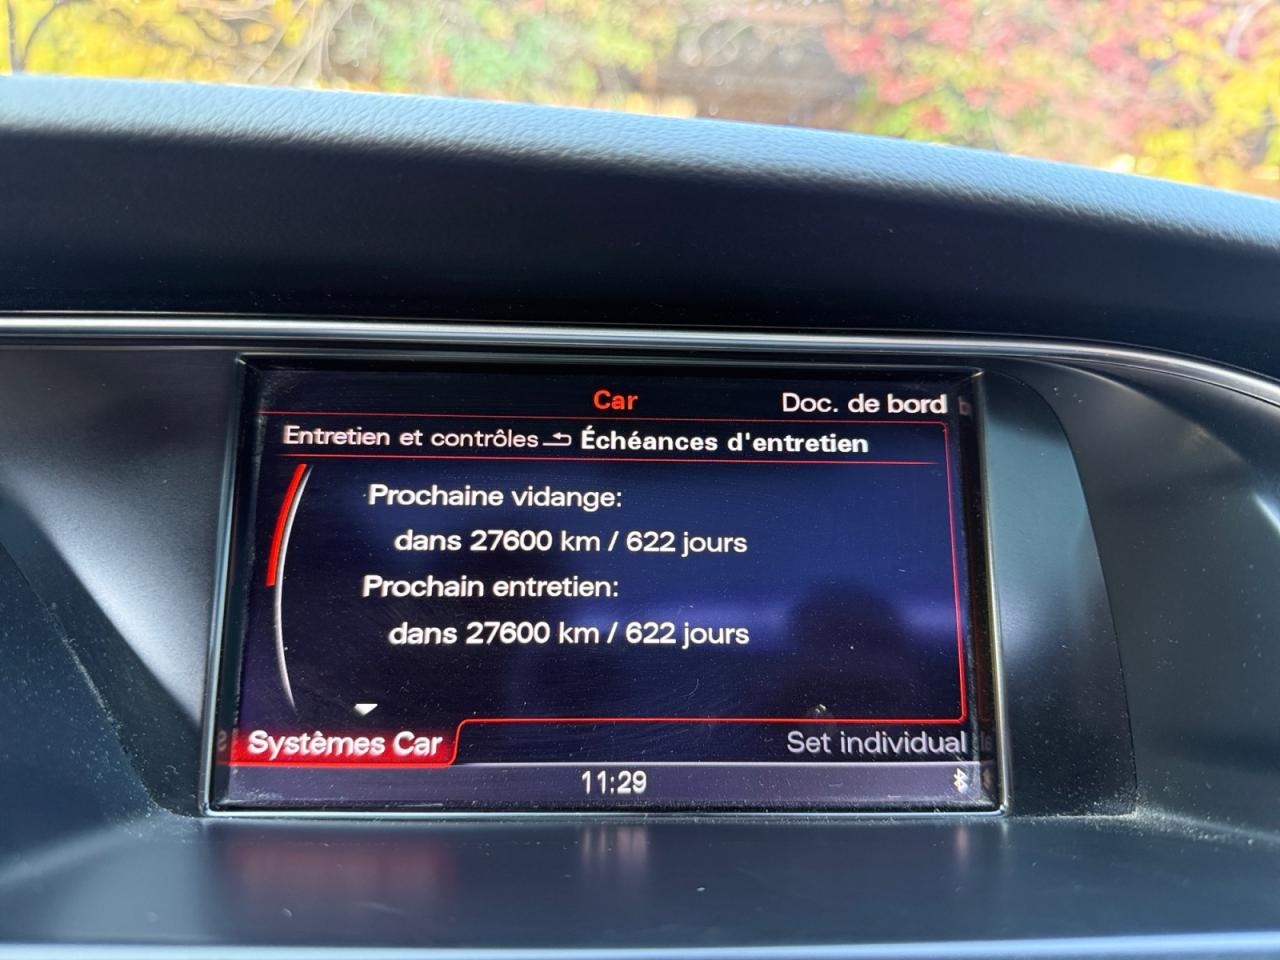 Car
Doc. de bord
Entretien et contrôles Échéances d'entretien
Prochaine vidange:
dans 27600 km / 622 jours
Prochain entretien:
dans 27600 km / 622 jours
Systèmes Car
Set individual
11:29